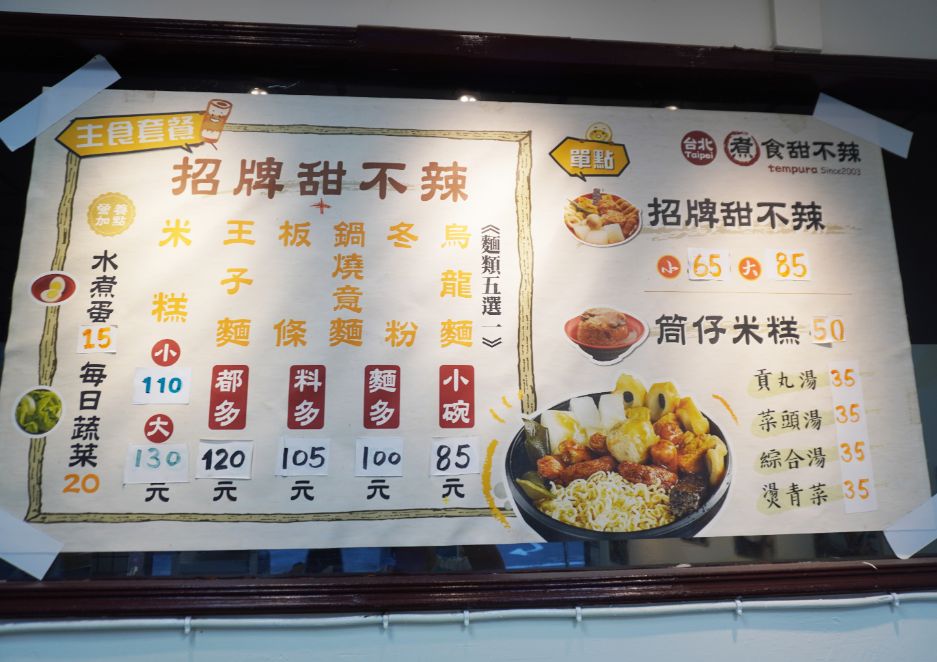 主食套餐
招牌甜不辣
營養加點
水煮蛋 15
每日蔬菜 20
《麵類五選一》
烏龍麵
冬粉
鍋燒意麵
板條
王子麵
米糕
小 110
大 130 元
都多 120 元
料多 105 元
麵多 100 元
小碗 85 元
單點
台北 Taipei 煮食甜不辣
tempura Since2003
招牌甜不辣
小 65 大 85
筒仔米糕 50
貢丸湯 35
菜頭湯 35
綜合湯 35
燙青菜 35